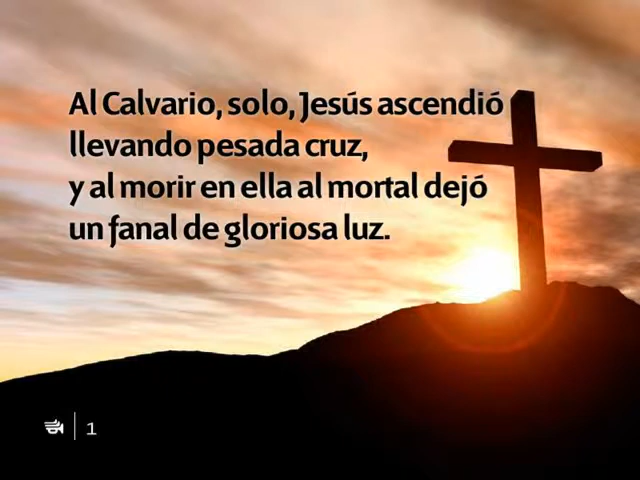 Al Calvario, solo, Jesús ascendió
llevando pesada cruz,
y al morir en ella al mortal dejó
un fanal de gloriosa luz.
1